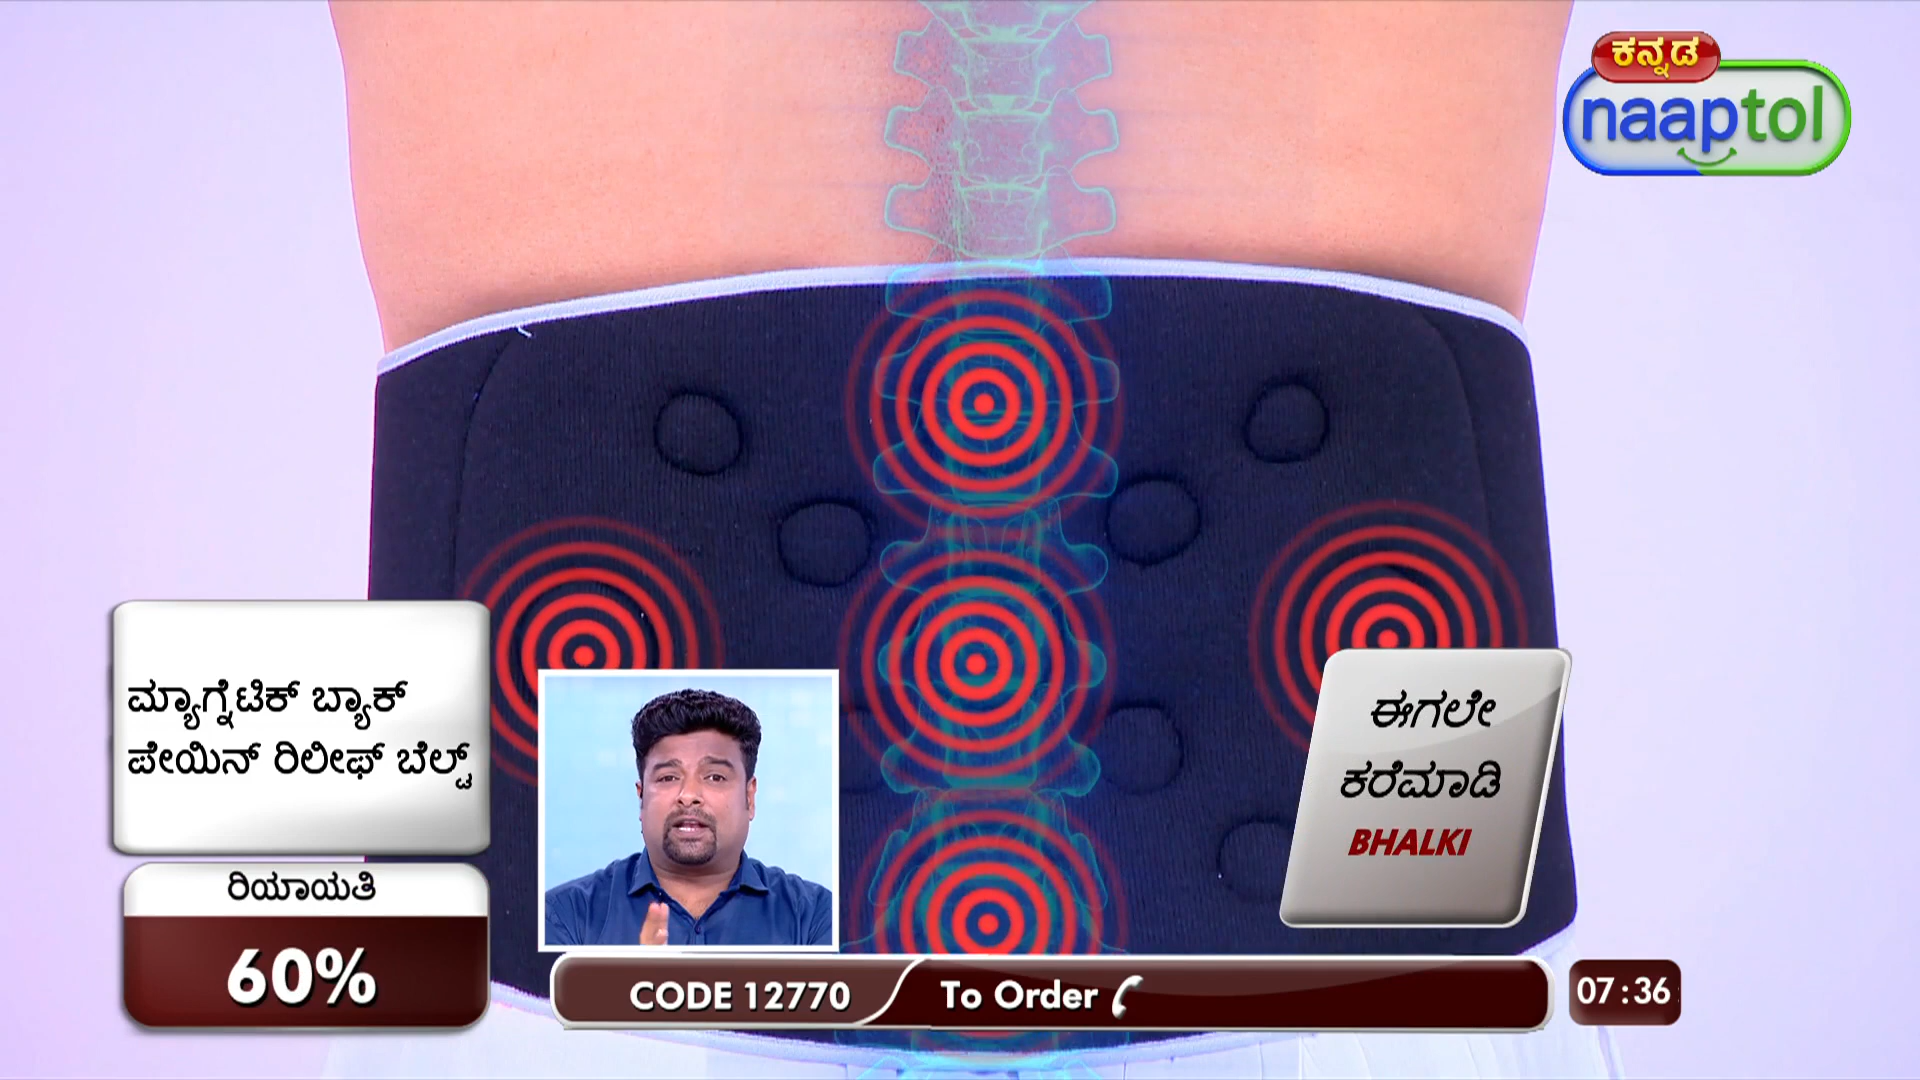 ಕನ್ನಡ
naaptol
ಮ್ಯಾಗ್ನೆಟಿಕ್ ಬ್ಯಾಕ್
ಪೇಯಿನ್ ರಿಲೀಫ್ ಬೆಲ್ಟ್
ರಿಯಾಯತಿ
60%
ಈಗಲೇ
ಕರೆಮಾಡಿ
BHALKI
CODE 12770 To Order
07:36